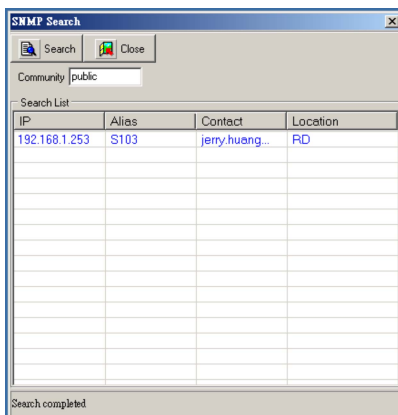 SNMP Search
Search Close
Community public
Search List
IP Alias Contact Location
192.168.1.253 S103 jerry.huang... RD
Search completed